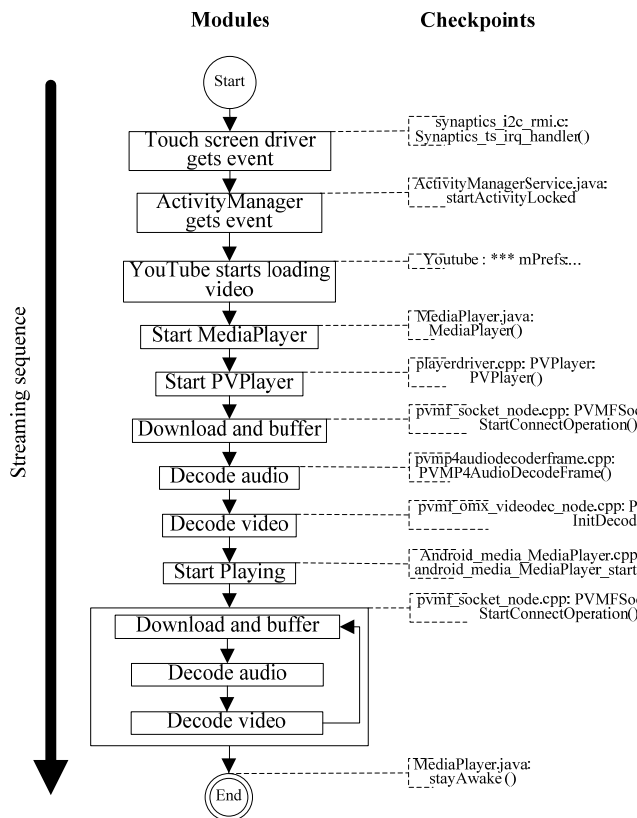 Modules
Checkpoints
Start
synaptics_i2c_rmi.c:
Synaptics_ts_irq_handler()
Touch screen driver
gets event
ActivityManagerService.java:
startActivityLocked
ActivityManager
gets event
Youtube : *** mPrefs:...
YouTube starts loading
video
MediaPlayer.java:
MediaPlayer()
Start MediaPlayer
playerdriver.cpp: PVPlayer:
PVPlayer()
Start PVPlayer
pvmf_socket_node.cpp: PVMFSoc
StartConnectOperation()
Download and buffer
pvmp4audiodecoderframe.cpp:
PVMP4AudioDecodeFrame()
Decode audio
pvmf_omx_videodec_node.cpp: P
InitDecod
Decode video
Android_media_MediaPlayer.cpp
android_media_MediaPlayer_start
Start Playing
pvmf_socket_node.cpp: PVMFSoc
StartConnectOperation()
Download and buffer
Decode audio
Decode video
MediaPlayer.java:
stayAwake()
End
Streaming sequence